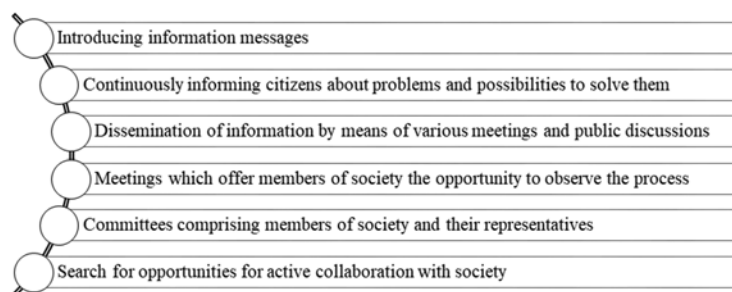 Introducing information messages
Continuously informing citizens about problems and possibilities to solve them
Dissemination of information by means of various meetings and public discussions
Meetings which offer members of society the opportunity to observe the process
Committees comprising members of society and their representatives
Search for opportunities for active collaboration with society